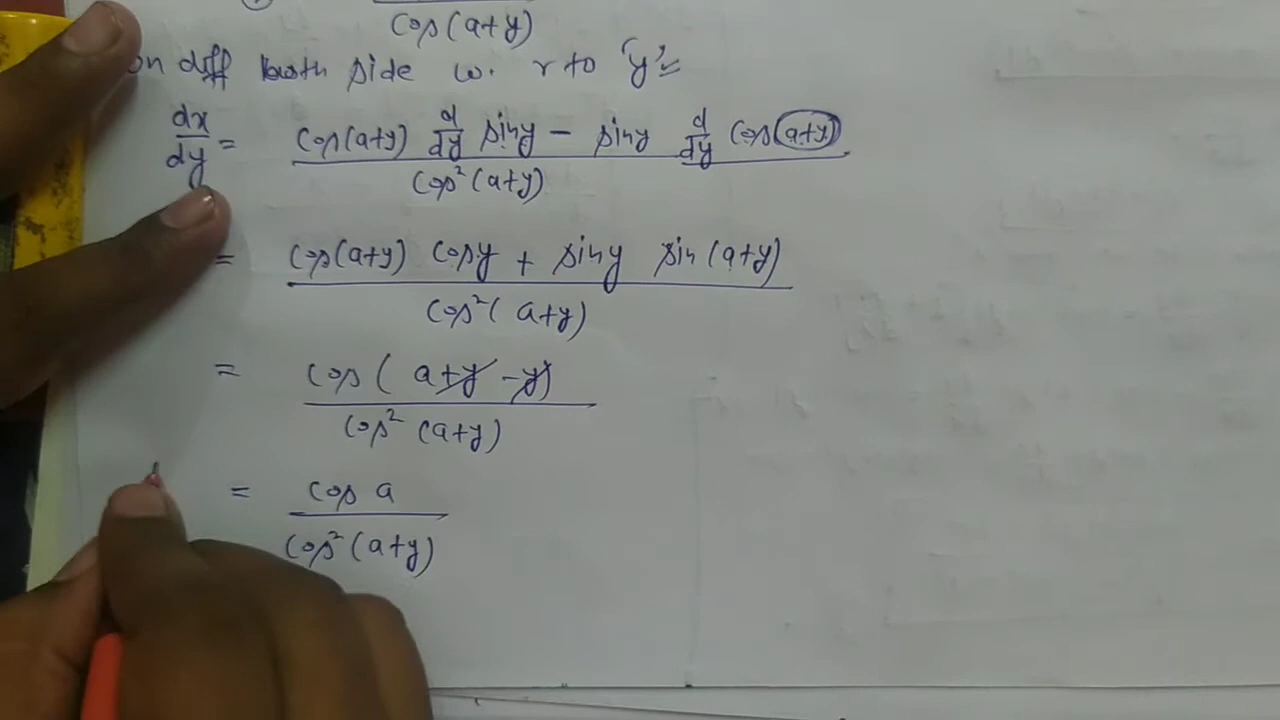 cos(a+y)
on diff both side w. r to 'y' =
dx/dy = cos(a+y) d/dy siny - siny d/dy cos(a+y) / cos²(a+y)
= cos(a+y) cosy + siny sin(a+y) / cos²(a+y)
= cos(a+y-y) / cos²(a+y)
= cos a / cos²(a+y)